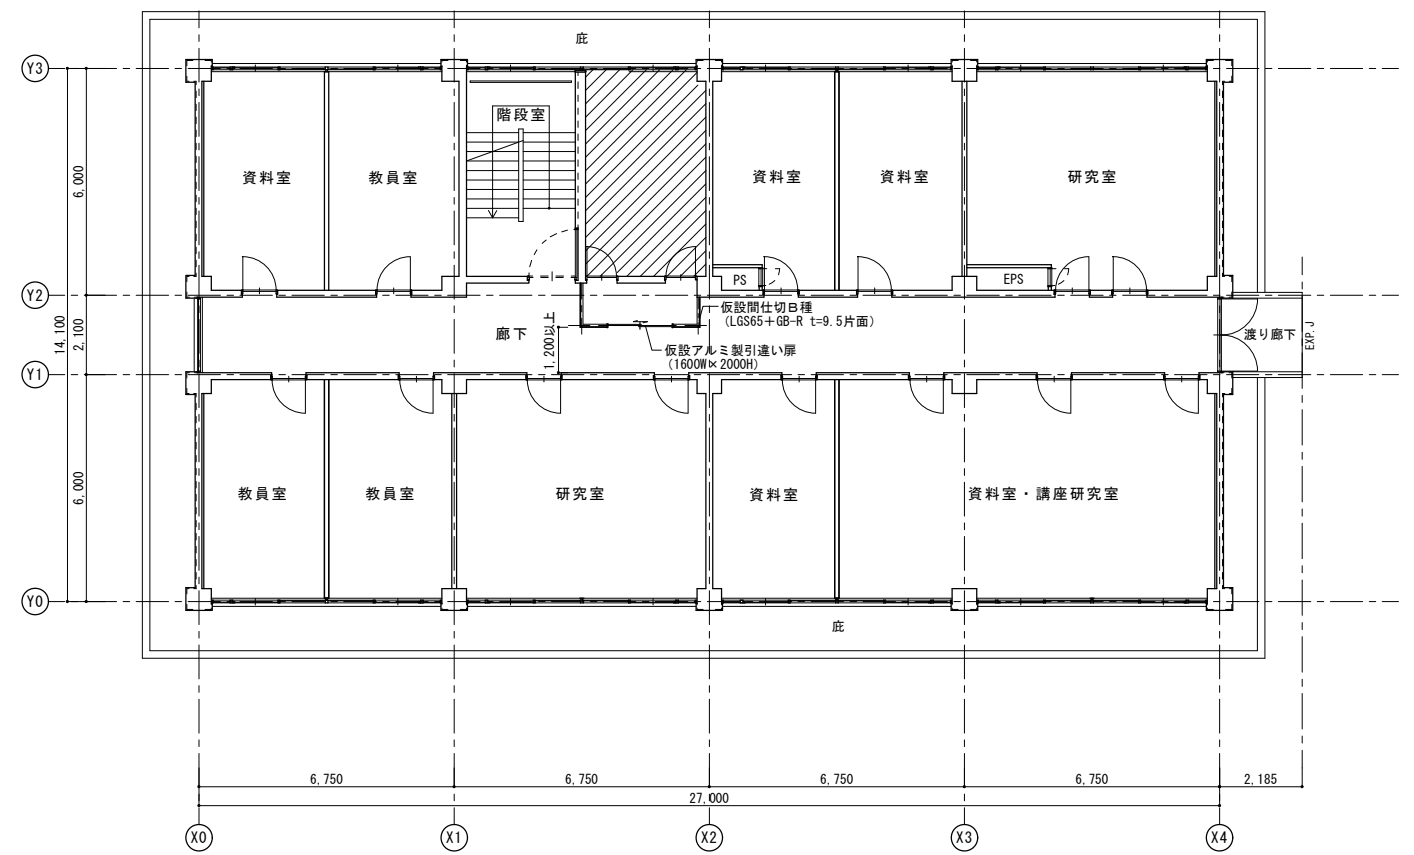 庇
Y3
階段室
資料室
教員室
資料室
資料室
研究室
6,000
PS
EPS
Y2
仮設間仕切B種
(LGS65+GB-R t=9.5片面)
廊下
1,200以上
渡り廊下
EXP.J
14,100
2,100
仮設アルミ製引違い扉
(1600W×2000H)
Y1
教員室
教員室
研究室
資料室
資料室・講座研究室
6,000
Y0
庇
6,750
6,750
6,750
6,750
2,185
27,000
X0
X1
X2
X3
X4